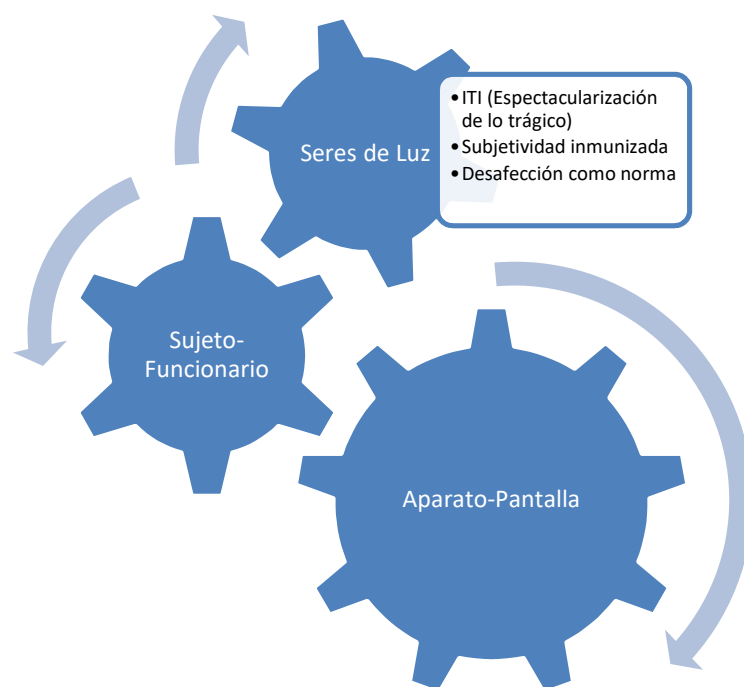 Seres de Luz
•ITI (Espectacularización
de lo trágico)
•Subjetividad inmunizada
•Desafección como norma
Sujeto-
Funcionario
Aparato-Pantalla